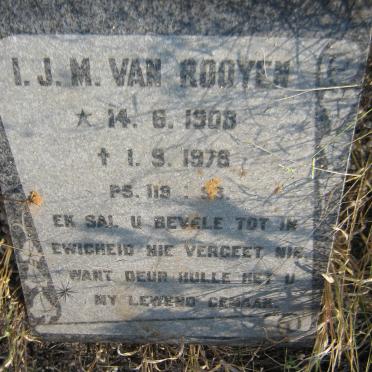 I. J. M. VAN ROOYEN
★ 14. 6. 1908
✝ 1. 9. 1978
PS. 119 :
EK SAL U BEVELE TOT IN
EWIGHEID NIE VERGEET NIE
WANT DEUR HULLE HET U
MY LEWEND GEMAAK.